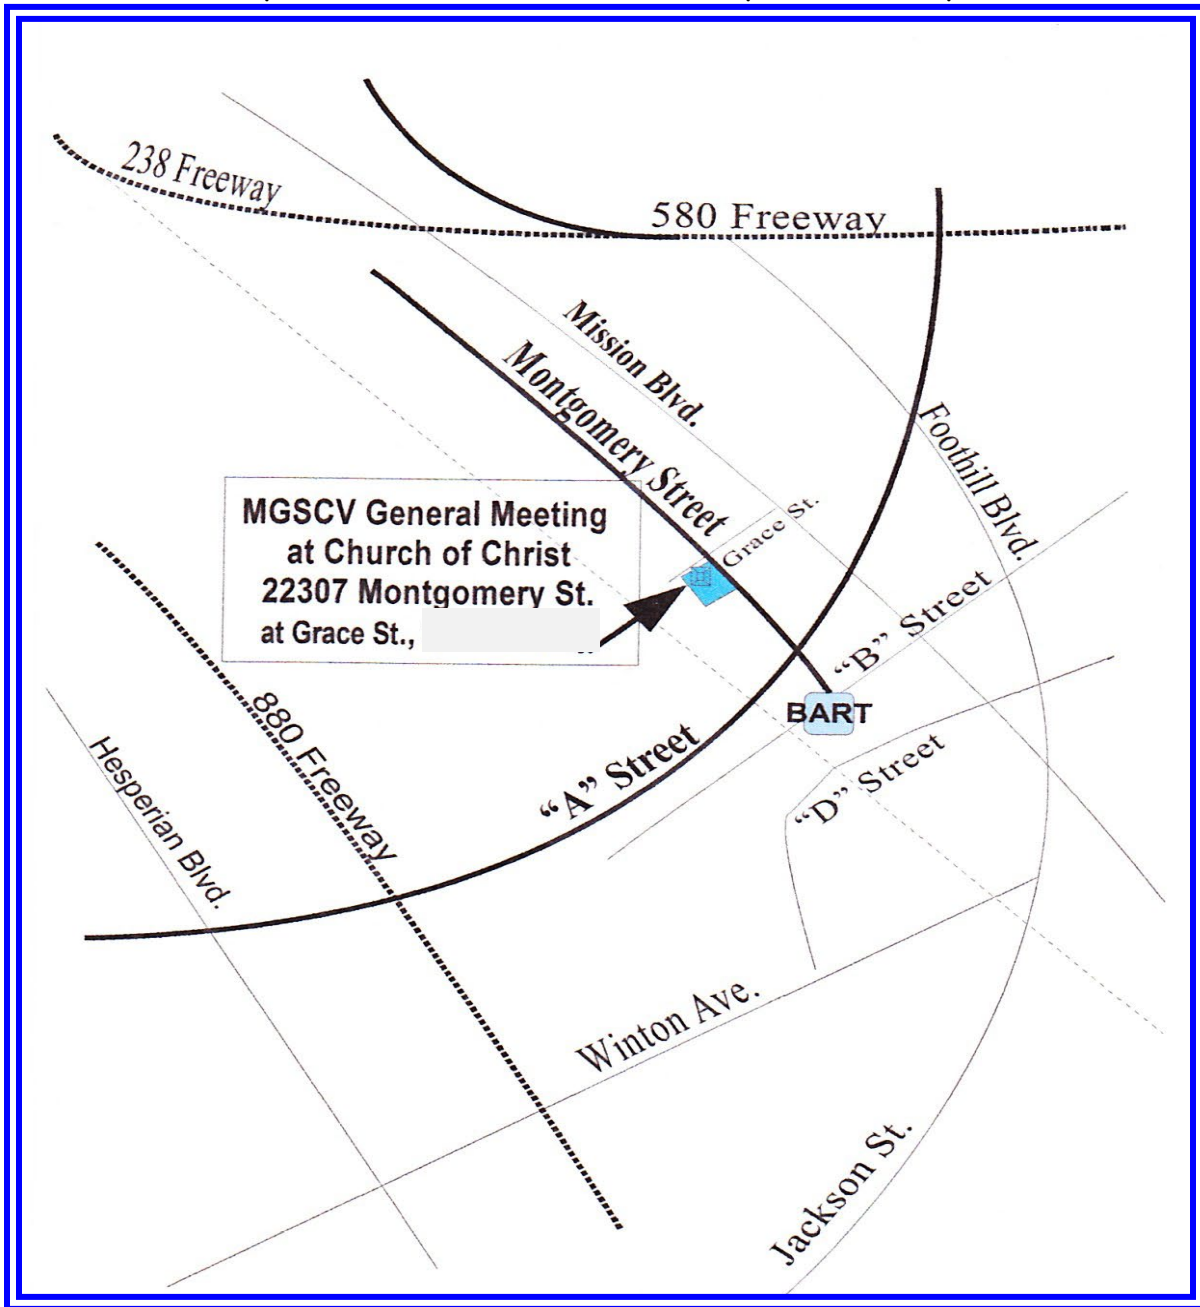 238 Freeway
580 Freeway
Mission Blvd.
Montgomery Street
Foothill Blvd.
Grace St.
MGSCV General Meeting
at Church of Christ
22307 Montgomery St.
at Grace St.,
"B" Street
BART
880 Freeway
"A" Street
"D" Street
Hesperian Blvd.
Winton Ave.
Jackson St.